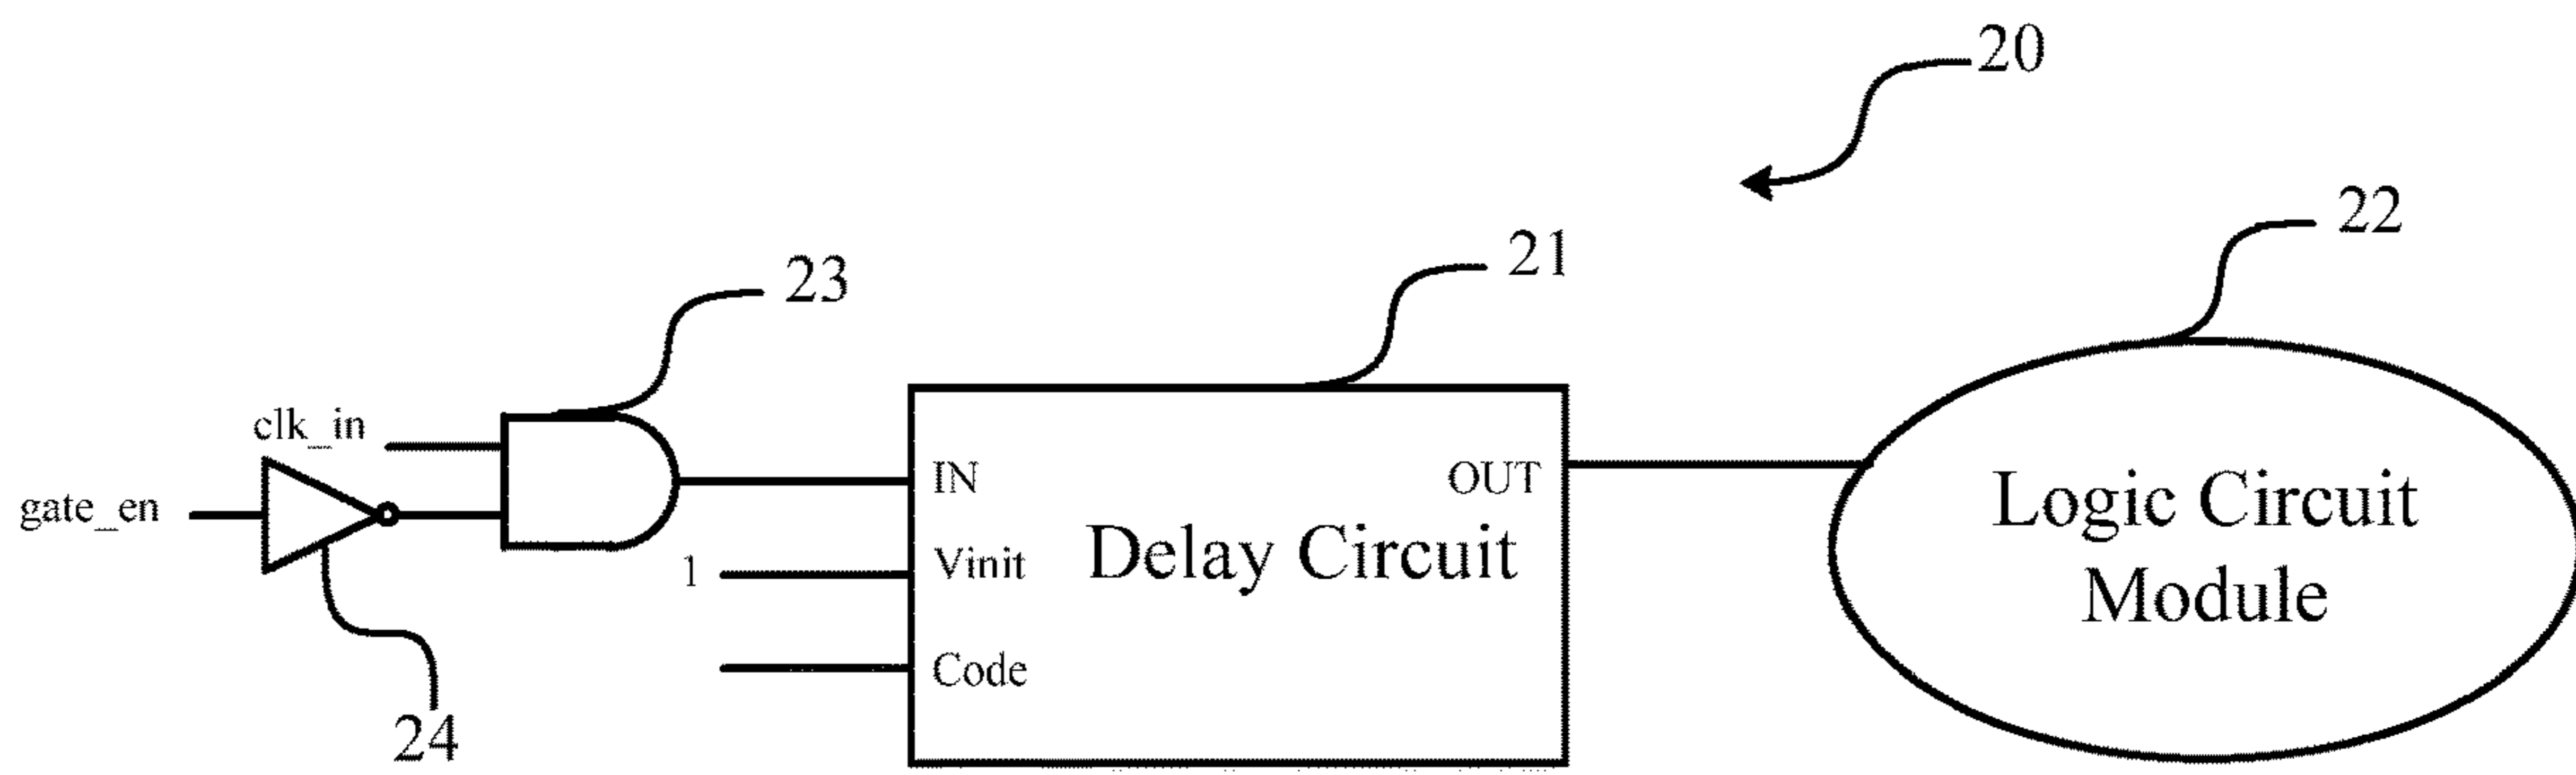 20
22
21
23
clk_in
gate_en
IN
OUT
1
Vinit
Delay Circuit
Code
Logic Circuit
Module
24